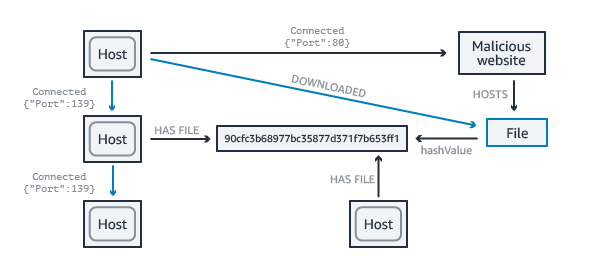 Connected
{"Port":80}
Host
Malicious
website
Connected
{"Port":139}
DOWNLOADED
HOSTS
Host
HAS FILE
90cfc3b68977bc35877d371f7b653ff1
File
hashValue
Connected
{"Port":139}
HAS FILE
Host
Host